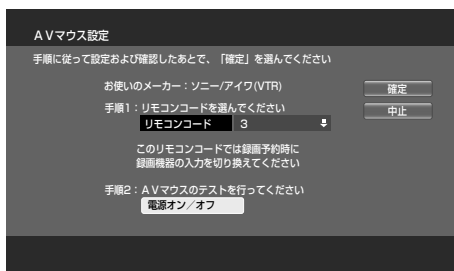 AVマウス設定
手順に従って設定および確認したあとで、「確定」を選んでください
お使いのメーカー：ソニー/アイワ(VTR)
確定
手順1：リモコンコードを選んでください
中止
リモコンコード 3
このリモコンコードでは録画予約時に
録画機器の入力を切り換えてください
手順2：AVマウスのテストを行ってください
電源オン／オフ